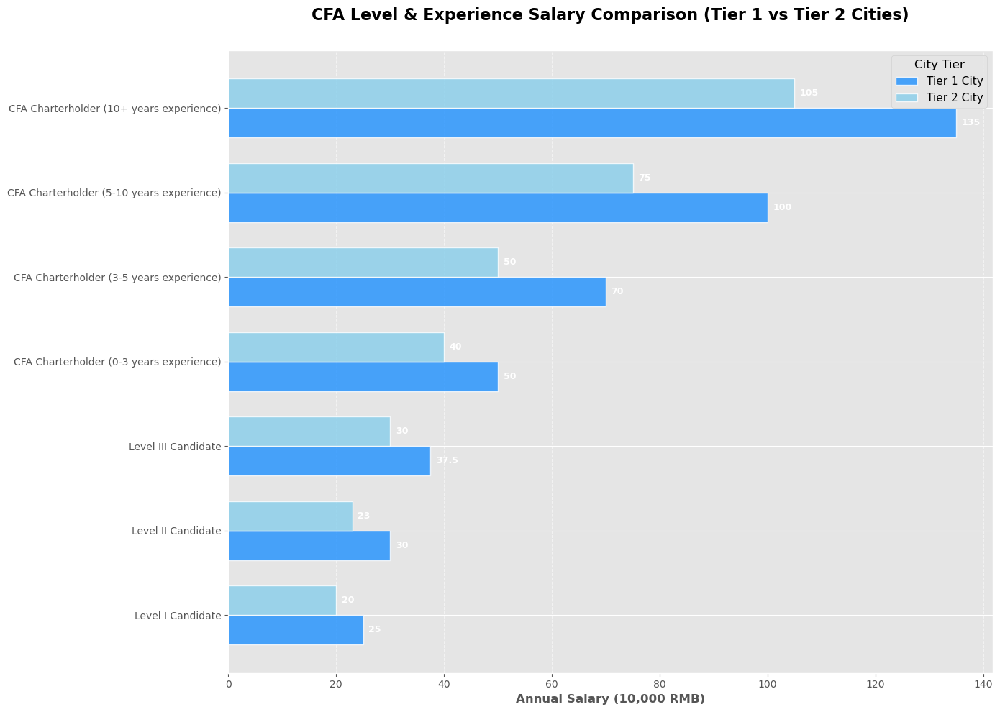 CFA Level & Experience Salary Comparison (Tier 1 vs Tier 2 Cities)
City Tier
Tier 1 City
Tier 2 City
CFA Charterholder (10+ years experience)
105
135
CFA Charterholder (5-10 years experience)
75
100
CFA Charterholder (3-5 years experience)
50
70
CFA Charterholder (0-3 years experience)
40
50
Level III Candidate
30
37.5
Level II Candidate
23
30
Level I Candidate
20
25
0 20 40 60 80 100 120 140
Annual Salary (10,000 RMB)